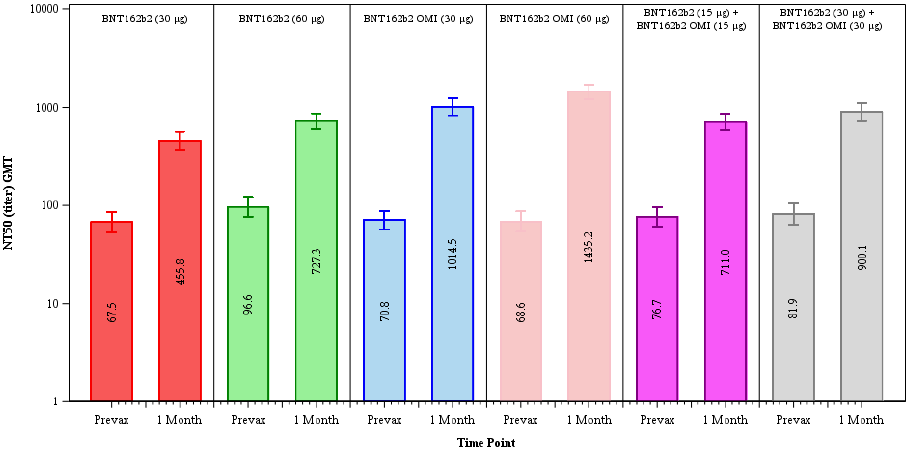 BNT162b2 (30 μg)
BNT162b2 (60 μg)
BNT162b2 OMI (30 μg)
BNT162b2 OMI (60 μg)
BNT162b2 (15 μg) +
BNT162b2 OMI (15 μg)
BNT162b2 (30 μg) +
BNT162b2 OMI (30 μg)
NT50 (titer) GMT
10000
1000
100
10
1
67.5
455.8
96.6
727.3
70.8
1014.5
68.6
1435.2
76.7
711.0
81.9
900.1
Prevax 1 Month Prevax 1 Month Prevax 1 Month Prevax 1 Month Prevax 1 Month Prevax 1 Month
Time Point